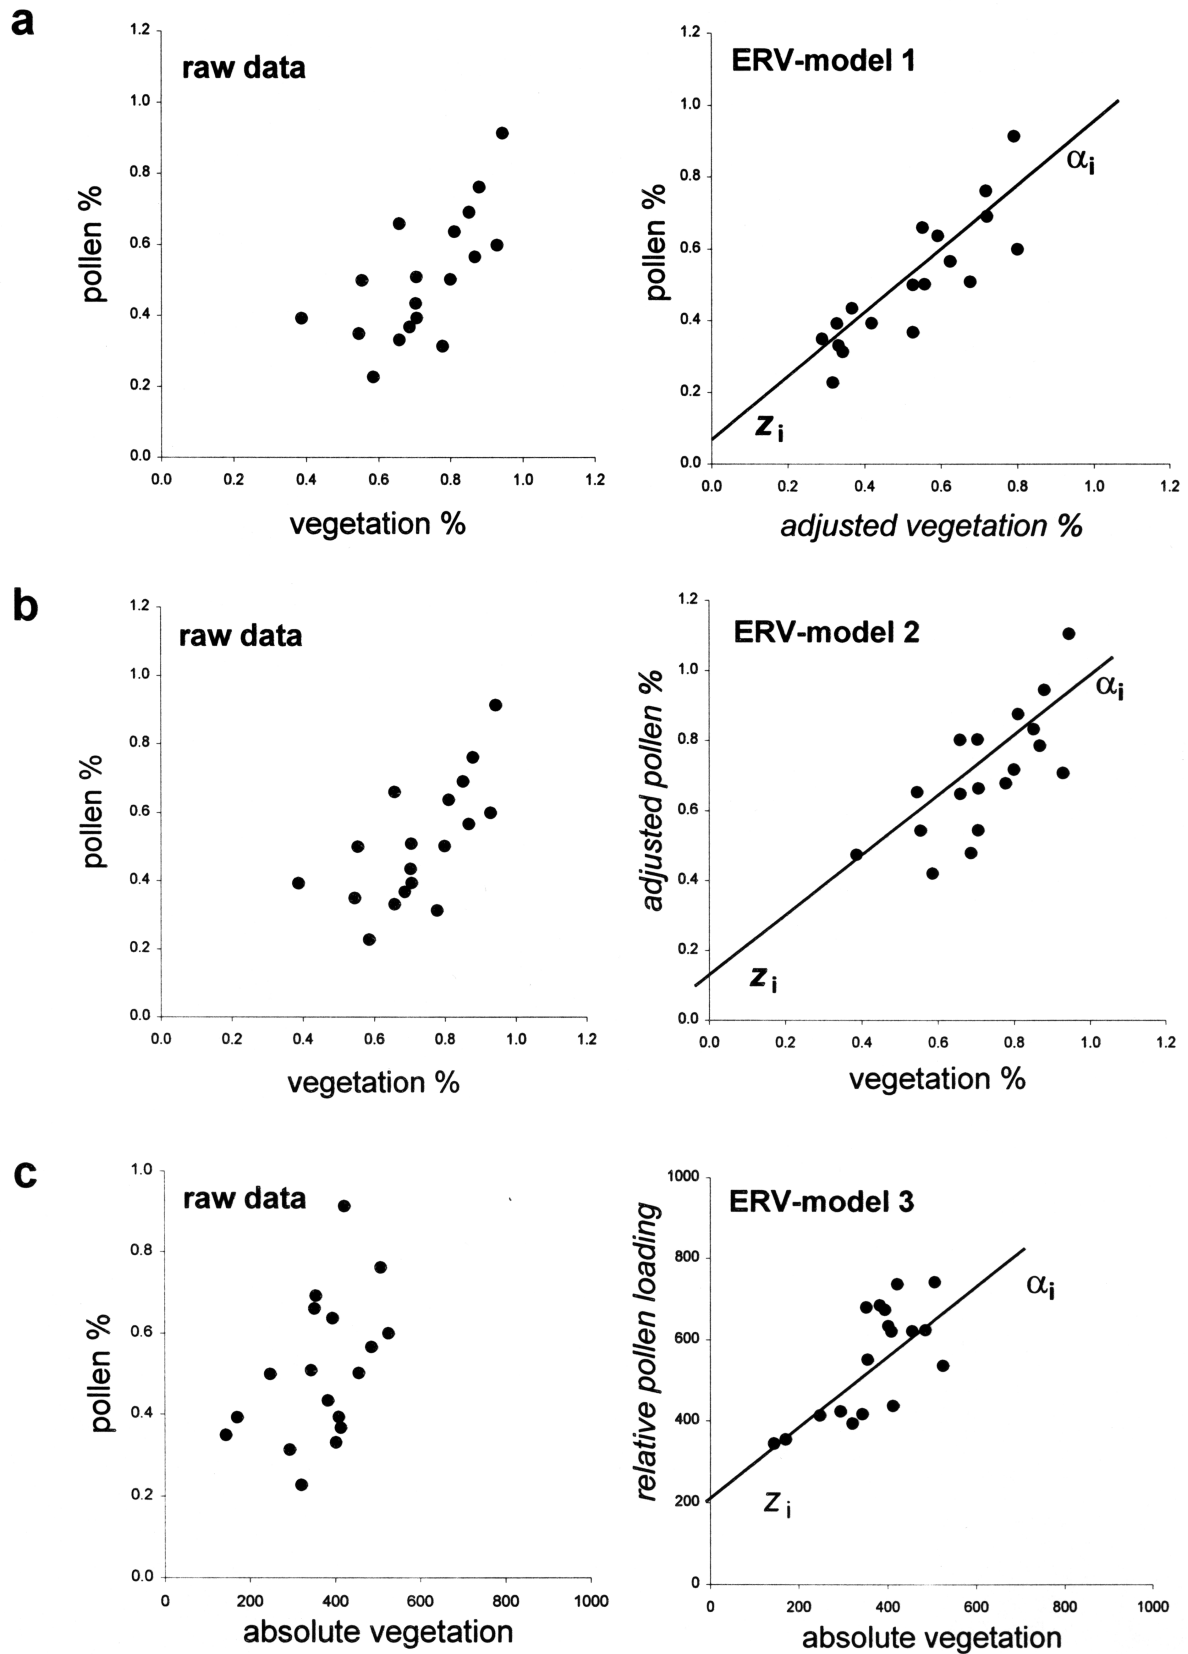 a
raw data
1.2
1.0
0.8
0.6
0.4
0.2
0.0
pollen %
0.0 0.2 0.4 0.6 0.8 1.0 1.2
vegetation %
ERV-model 1
1.2
1.0
0.8
0.6
0.4
0.2
0.0
pollen %
αi
zi
0.0 0.2 0.4 0.6 0.8 1.0 1.2
adjusted vegetation %
b
raw data
1.2
1.0
0.8
0.6
0.4
0.2
0.0
pollen %
0.0 0.2 0.4 0.6 0.8 1.0 1.2
vegetation %
ERV-model 2
1.2
1.0
0.8
0.6
0.4
0.2
0.0
adjusted pollen %
αi
zi
0.0 0.2 0.4 0.6 0.8 1.0 1.2
vegetation %
c
raw data
1.0
0.8
0.6
0.4
0.2
0.0
pollen %
0 200 400 600 800 1000
absolute vegetation
ERV-model 3
1000
800
600
400
200
0
relative pollen loading
αi
zi
0 200 400 600 800 1000
absolute vegetation